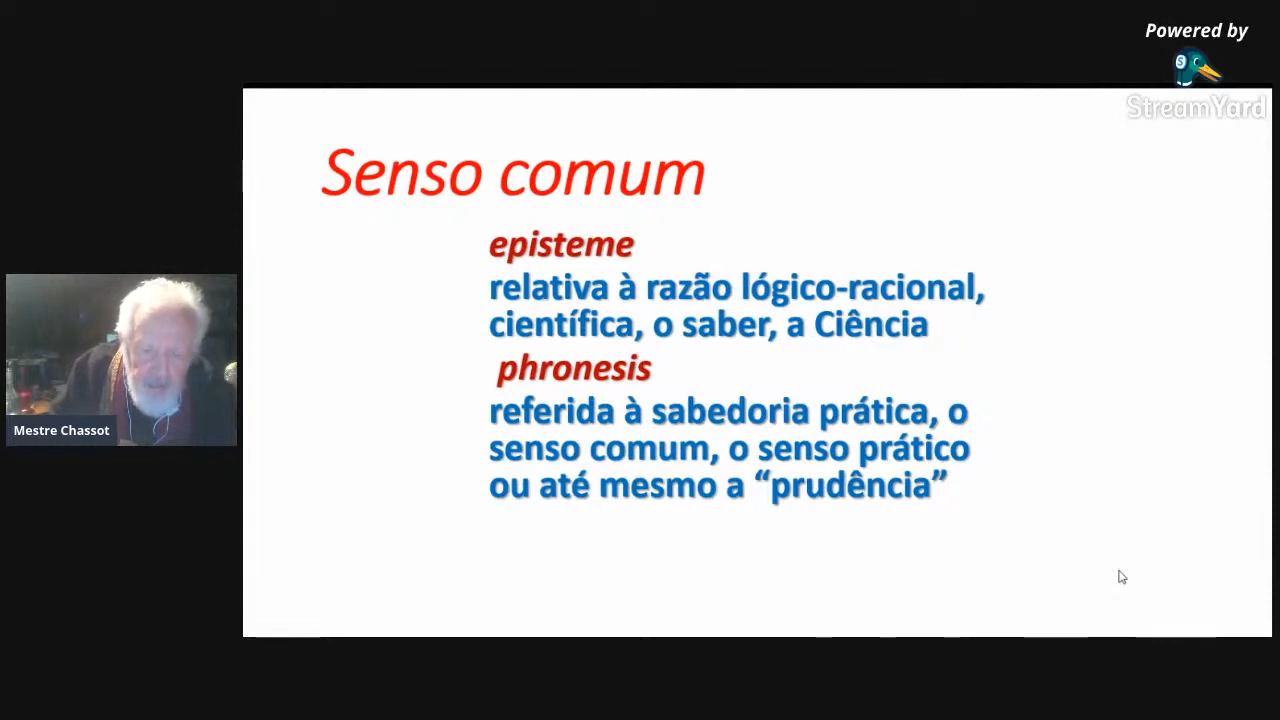 Powered by
StreamYard
Senso comum
episteme
relativa à razão lógico-racional,
científica, o saber, a Ciência
phronesis
referida à sabedoria prática, o
senso comum, o senso prático
ou até mesmo a “prudência”
Mestre Chassot